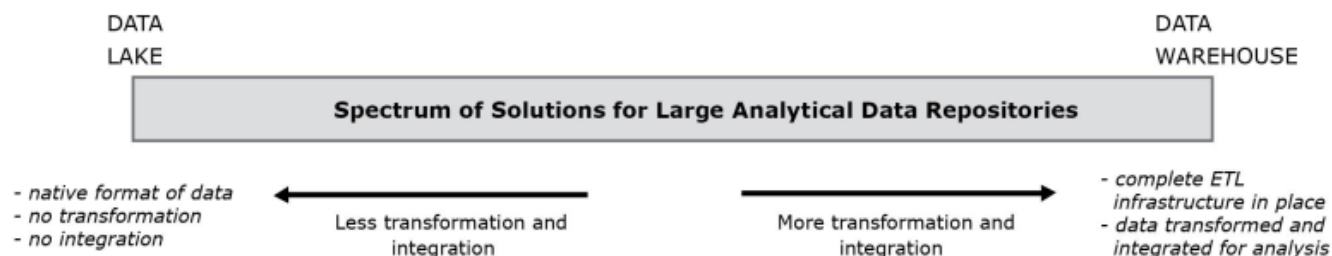 DATA
LAKE
DATA
WAREHOUSE
Spectrum of Solutions for Large Analytical Data Repositories
- native format of data
- no transformation
- no integration
Less transformation and
integration
More transformation and
integration
- complete ETL
infrastructure in place
- data transformed and
integrated for analysis